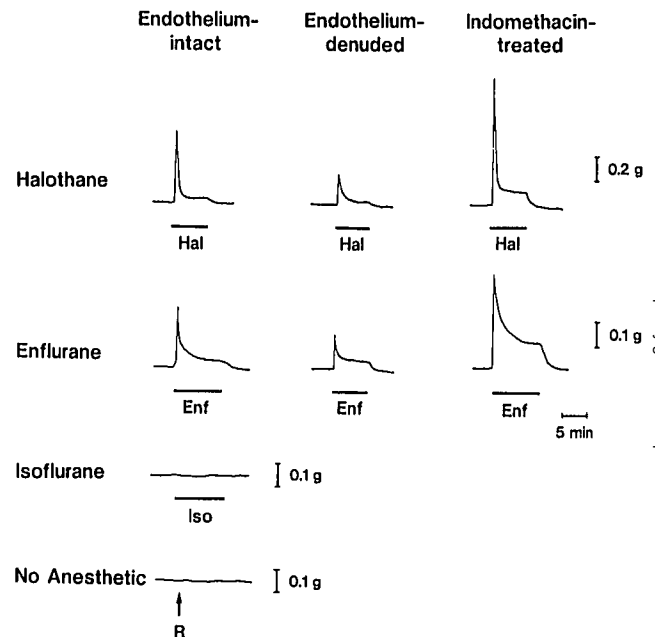 Endothelium-intact
Endothelium-denuded
Indomethacin-treated
Halothane
0.2 g
Hal
Hal
Hal
Enflurane
0.1 g
Enf
Enf
Enf
5 min
Isoflurane
0.1 g
Iso
No Anesthetic
0.1 g
R